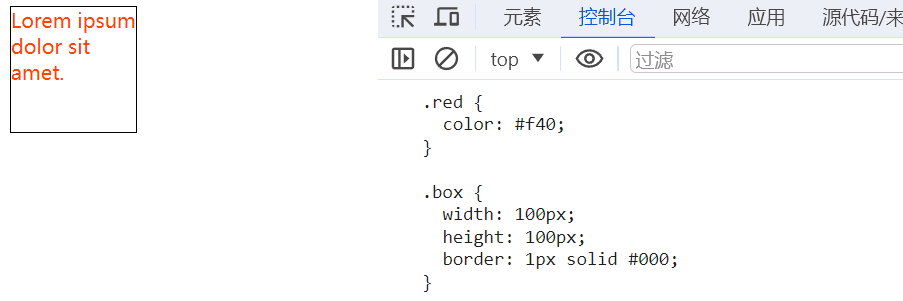 Lorem ipsum
dolor sit
amet.
元素 控制台 网络 应用 源代码/来
top 过滤
.red {
  color: #f40;
}
.box {
  width: 100px;
  height: 100px;
  border: 1px solid #000;
}